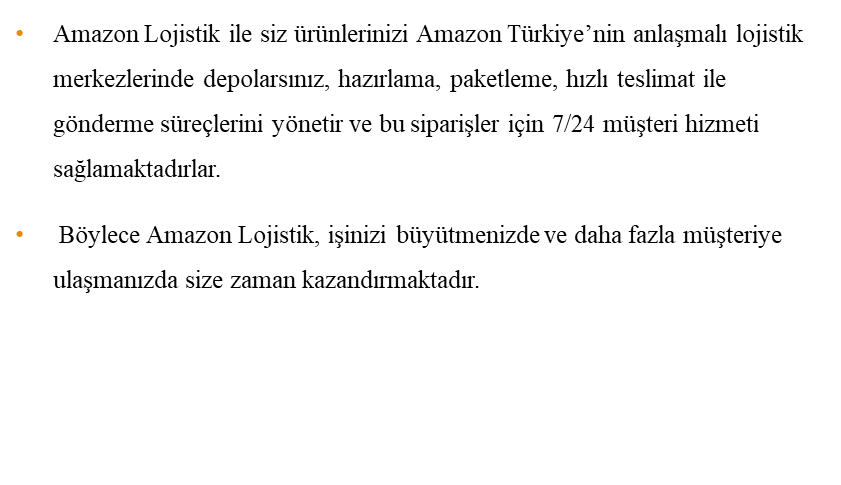 • Amazon Lojistik ile siz ürünlerinizi Amazon Türkiye’nin anlaşmalı lojistik
merkezlerinde depolarsınız, hazırlama, paketleme, hızlı teslimat ile
gönderme süreçlerini yönetir ve bu siparişler için 7/24 müşteri hizmeti
sağlamaktadırlar.
• Böylece Amazon Lojistik, işinizi büyütmenizde ve daha fazla müşteriye
ulaşmanızda size zaman kazandırmaktadır.